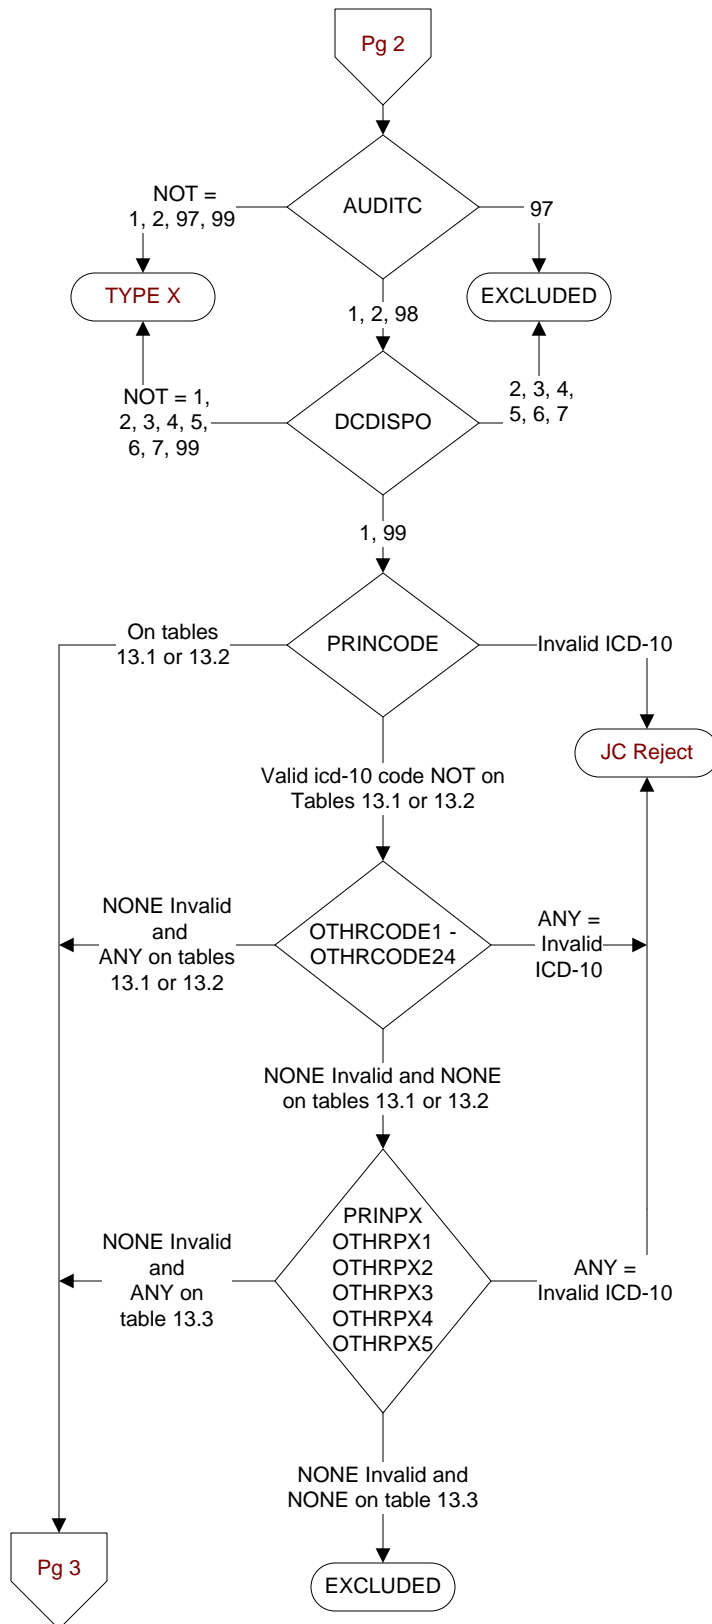 Pg 2
NOT =
1, 2, 97, 99
AUDITC
97
TYPE X
EXCLUDED
1, 2, 98
NOT = 1,
2, 3, 4, 5,
6, 7, 99
DCDISPO
2, 3, 4,
5, 6, 7
1, 99
On tables
13.1 or 13.2
PRINCODE
Invalid ICD-10
JC Reject
Valid icd-10 code NOT on
Tables 13.1 or 13.2
NONE Invalid
and
ANY on tables
13.1 or 13.2
OTHRCODE1 -
OTHRCODE24
ANY =
Invalid
ICD-10
NONE Invalid and NONE
on tables 13.1 or 13.2
NONE Invalid
and
ANY on
table 13.3
PRINPX
OTHRPX1
OTHRPX2
OTHRPX3
OTHRPX4
OTHRPX5
ANY =
Invalid ICD-10
NONE Invalid and
NONE on table 13.3
Pg 3
EXCLUDED